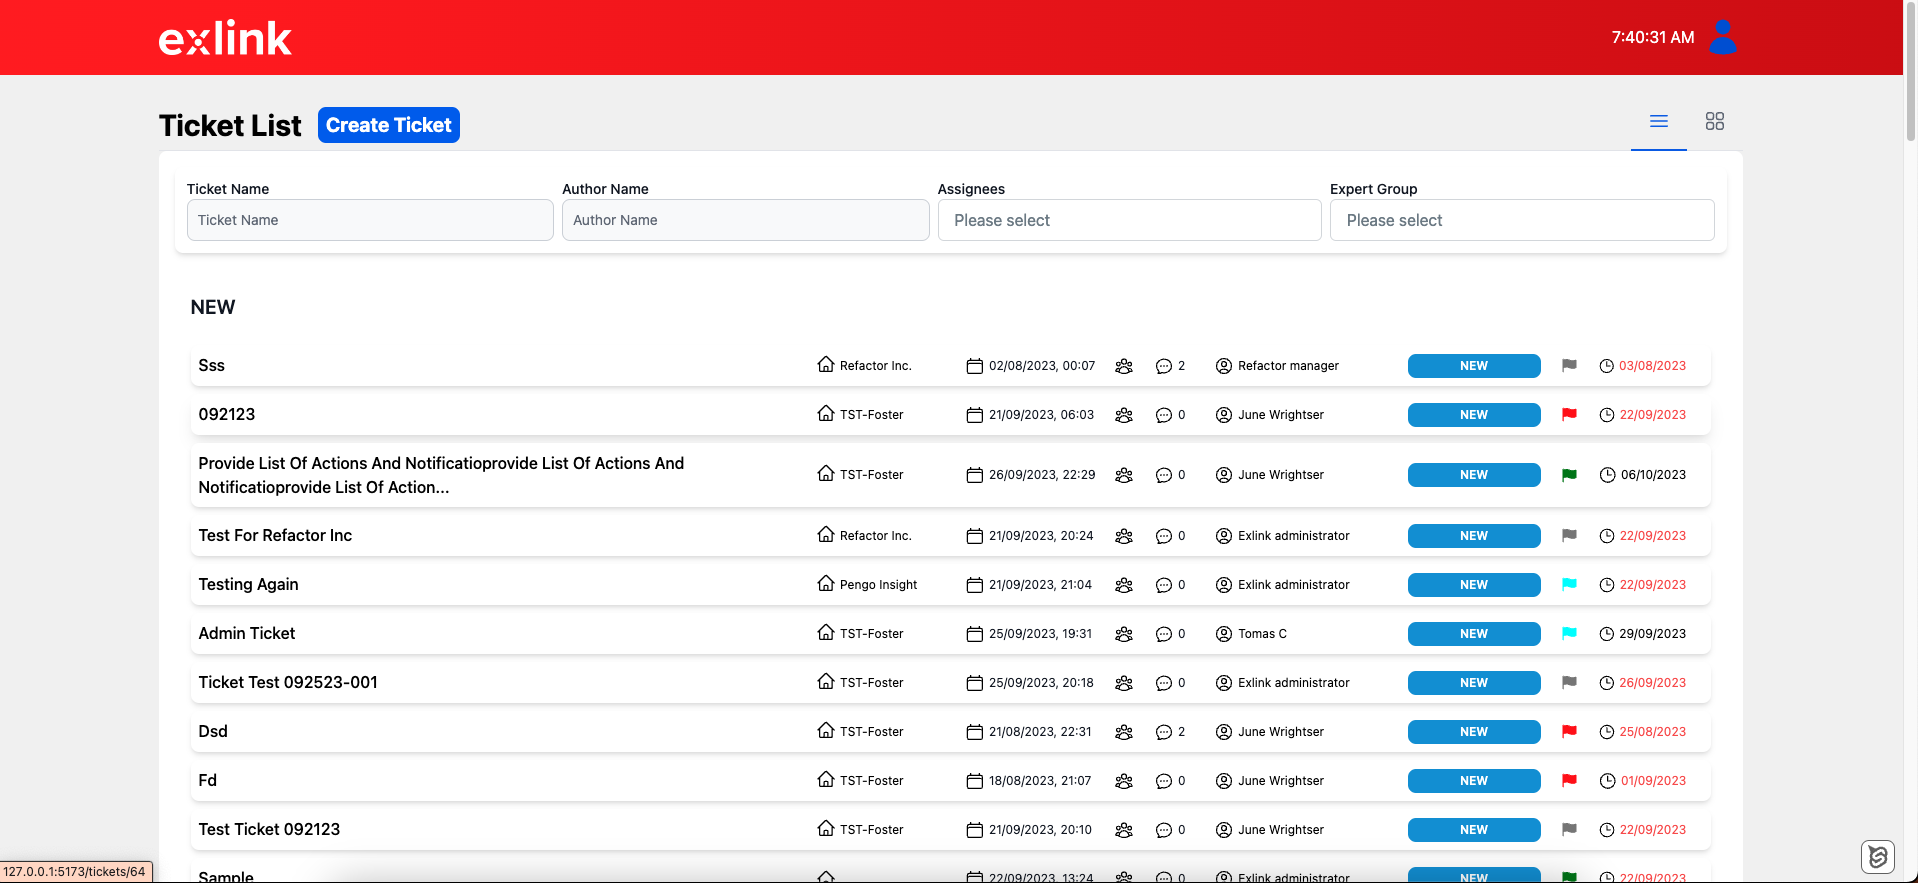 exlink
7:40:31 AM
Ticket List
Create Ticket
Ticket Name
Author Name
Assignees
Expert Group
Ticket Name
Author Name
Please select
Please select
NEW
Sss Refactor Inc. 02/08/2023, 00:07 2 Refactor manager NEW 03/08/2023
092123 TST-Foster 21/09/2023, 06:03 0 June Wrightser NEW 22/09/2023
Provide List Of Actions And Notificatioprovide List Of Actions And
Notificatioprovide List Of Action... TST-Foster 26/09/2023, 22:29 0 June Wrightser NEW 06/10/2023
Test For Refactor Inc Refactor Inc. 21/09/2023, 20:24 0 Exlink administrator NEW 22/09/2023
Testing Again Pengo Insight 21/09/2023, 21:04 0 Exlink administrator NEW 22/09/2023
Admin Ticket TST-Foster 25/09/2023, 19:31 0 Tomas C NEW 29/09/2023
Ticket Test 092523-001 TST-Foster 25/09/2023, 20:18 0 Exlink administrator NEW 26/09/2023
Dsd TST-Foster 21/08/2023, 22:31 2 June Wrightser NEW 25/08/2023
Fd TST-Foster 18/08/2023, 21:07 0 June Wrightser NEW 01/09/2023
Test Ticket 092123 TST-Foster 21/09/2023, 20:10 0 June Wrightser NEW 22/09/2023
Sample TST-Foster 22/09/2023, 13:24 0 Exlink administrator NEW 22/09/2023
127.0.0.1:5173/tickets/64